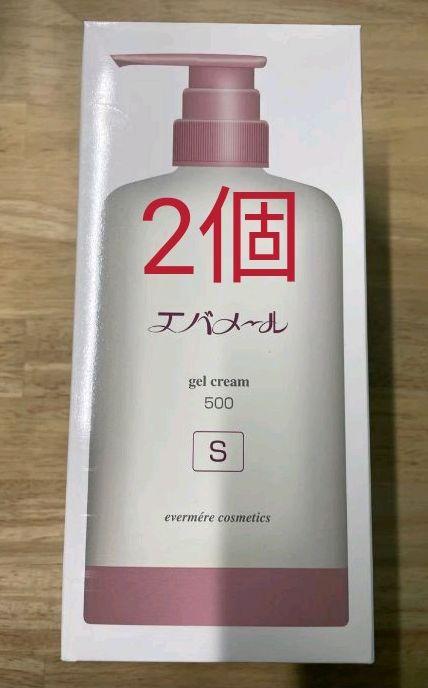 2個
エバメール
gel cream
500
S
evermére cosmetics